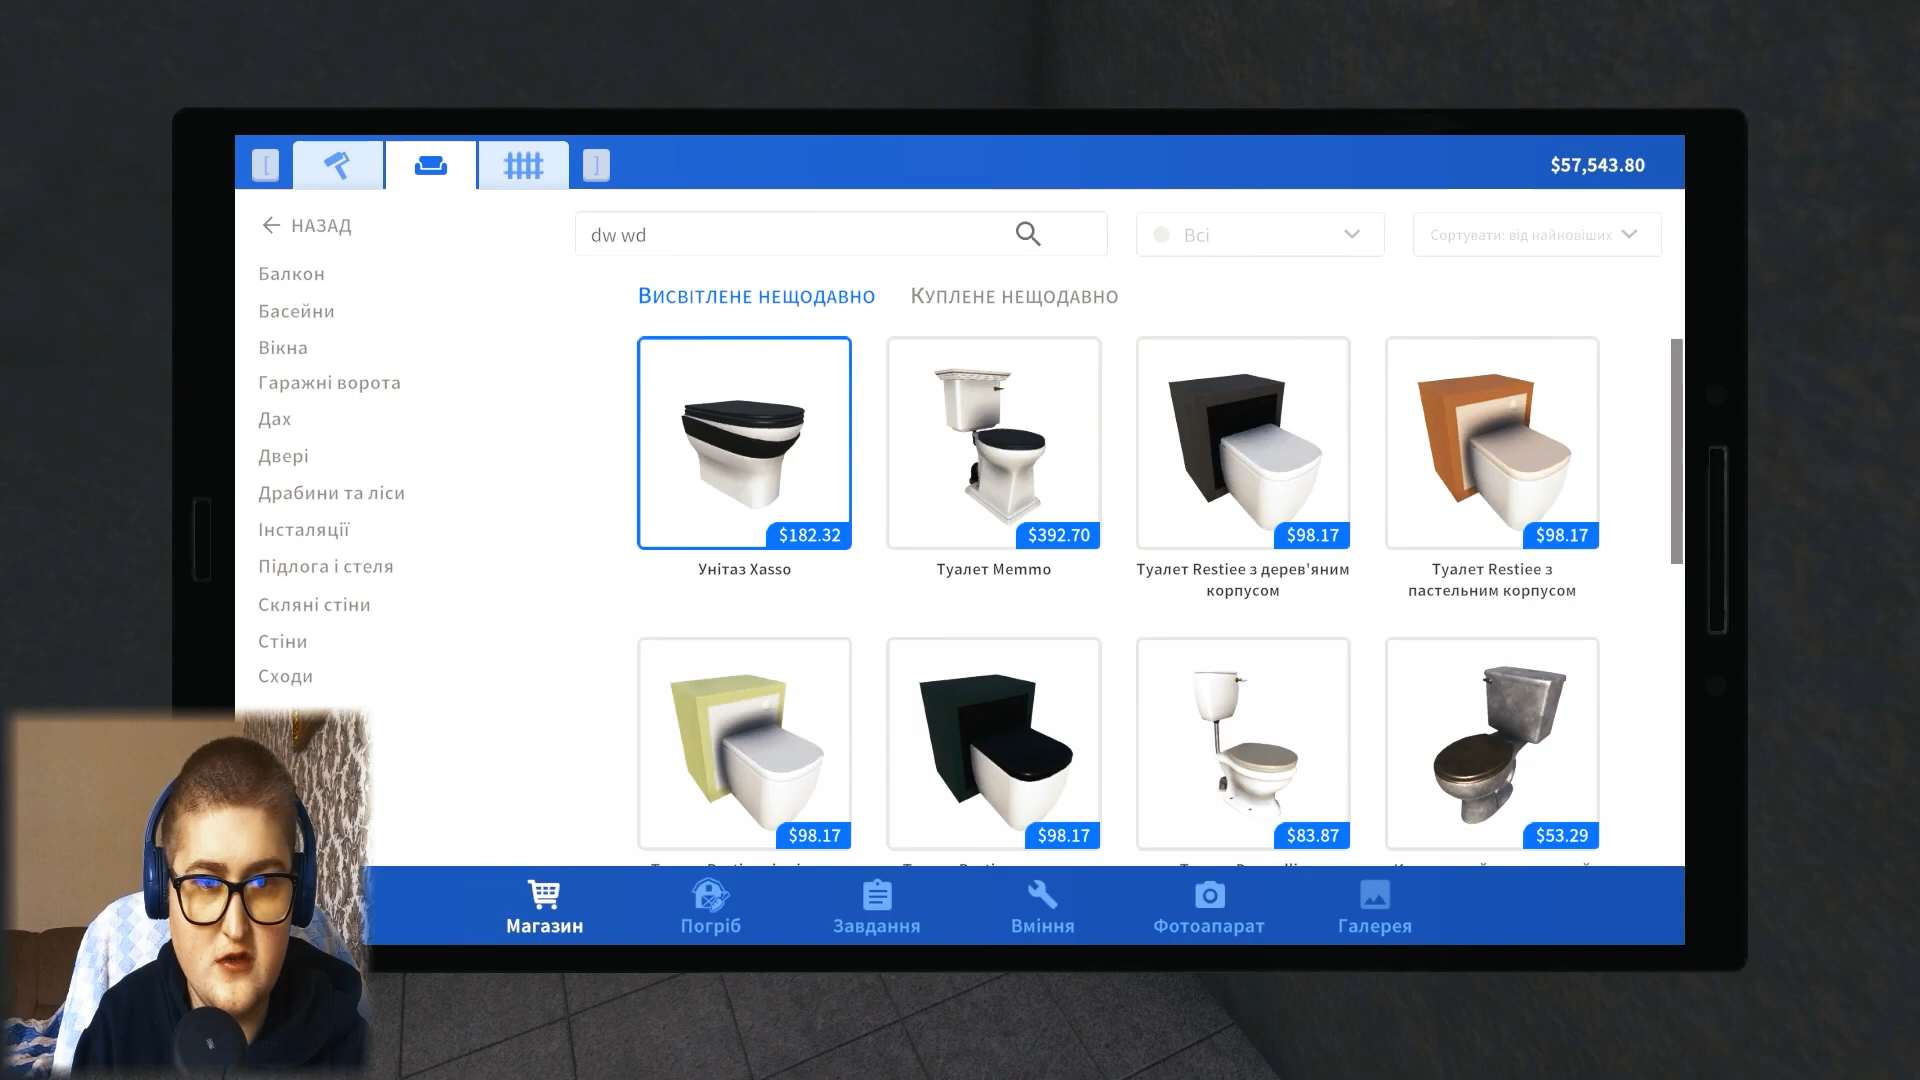 [
]
$57,543.80
НАЗАД
dw wd
Всі
Сортувати: від найновіших
Балкон
Басейни
Вікна
Гаражні ворота
Дах
Двері
Драбини та ліси
Інсталяції
Підлога і стеля
Скляні стіни
Стіни
Сходи
Висвітлене нещодавно
Куплене нещодавно
$182.32
$392.70
$98.17
$98.17
Унітаз Xasso
Туалет Memmo
Туалет Restiee з дерев'яним
корпусом
Туалет Restiee з
пастельним корпусом
$98.17
$98.17
$83.87
$53.29
Магазин
Погріб
Завдання
Вміння
Фотоапарат
Галерея